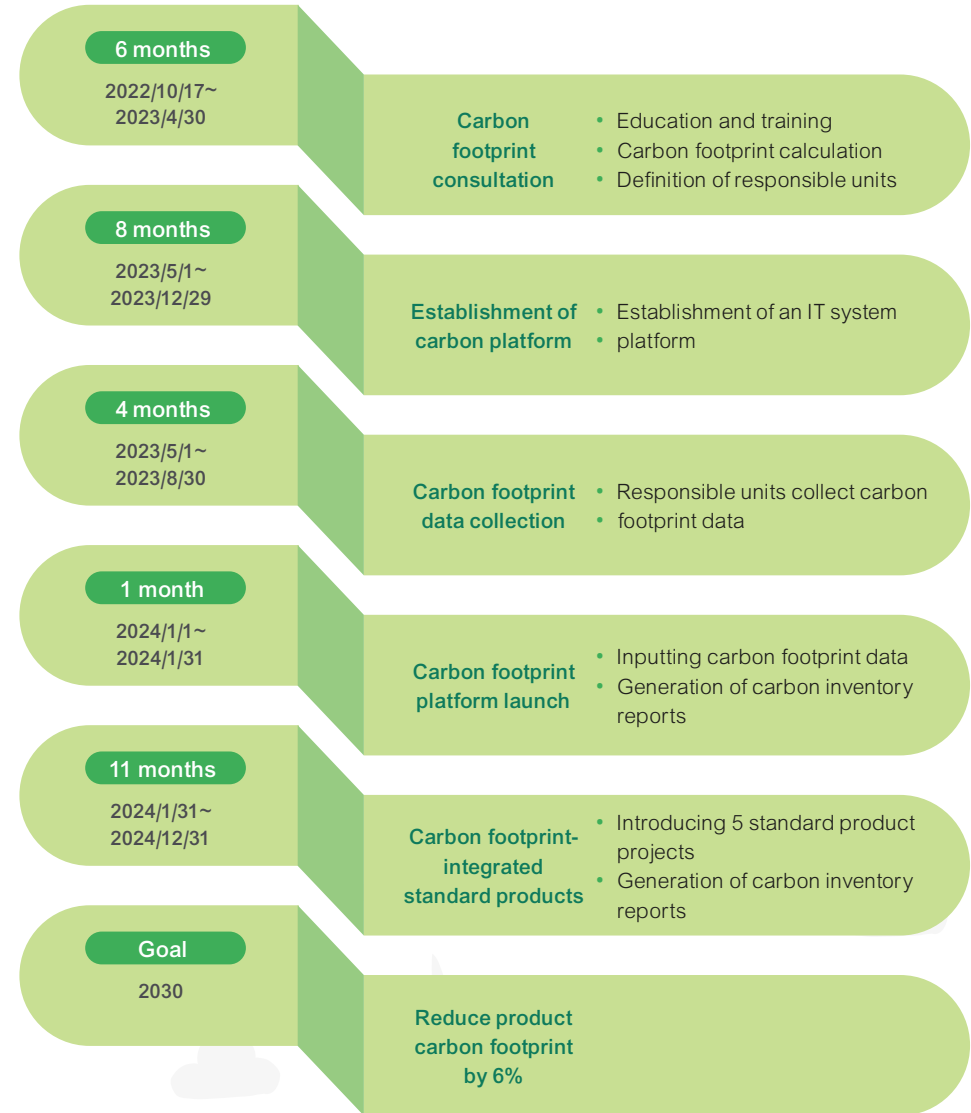 6 months
2022/10/17~
2023/4/30
Carbon
footprint
consultation
• Education and training
• Carbon footprint calculation
• Definition of responsible units
8 months
2023/5/1~
2023/12/29
Establishment of
carbon platform
• Establishment of an IT system
• platform
4 months
2023/5/1~
2023/8/30
Carbon footprint
data collection
• Responsible units collect carbon
• footprint data
1 month
2024/1/1~
2024/1/31
Carbon footprint
platform launch
• Inputting carbon footprint data
• Generation of carbon inventory
reports
11 months
2024/1/31~
2024/12/31
Carbon footprint-
integrated
standard products
• Introducing 5 standard product
projects
• Generation of carbon inventory
reports
Goal
2030
Reduce product
carbon footprint
by 6%